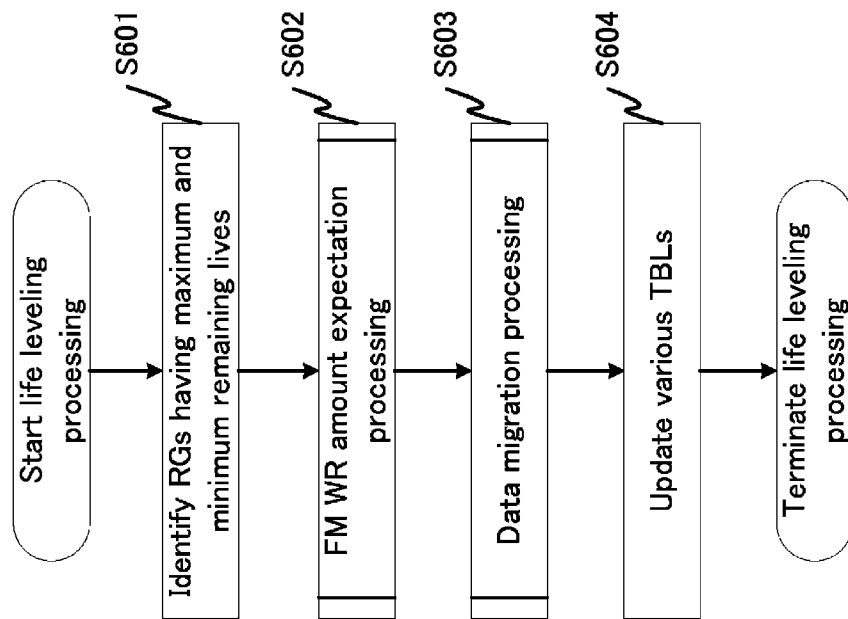 Start life leveling
processing
S601
Identify RGs having maximum and
minimum remaining lives
S602
FM WR amount expectation
processing
S603
Data migration processing
S604
Update various TBLs
Terminate life leveling
processing